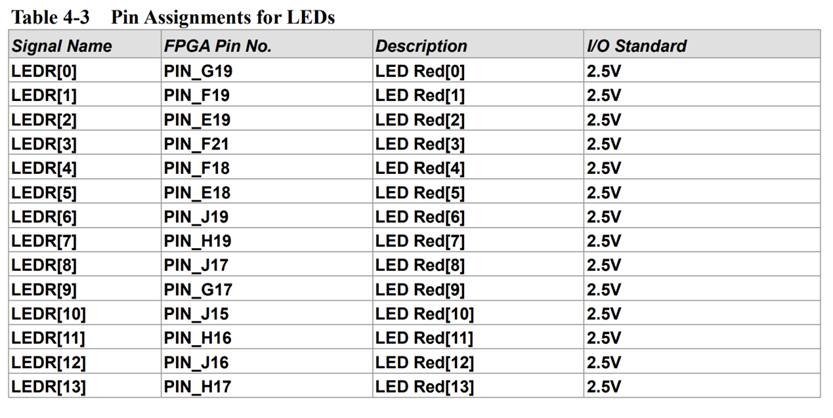 Table 4-3 Pin Assignments for LEDs
Signal Name FPGA Pin No. Description I/O Standard
LEDR[0] PIN_G19 LED Red[0] 2.5V
LEDR[1] PIN_F19 LED Red[1] 2.5V
LEDR[2] PIN_E19 LED Red[2] 2.5V
LEDR[3] PIN_F21 LED Red[3] 2.5V
LEDR[4] PIN_F18 LED Red[4] 2.5V
LEDR[5] PIN_E18 LED Red[5] 2.5V
LEDR[6] PIN_J19 LED Red[6] 2.5V
LEDR[7] PIN_H19 LED Red[7] 2.5V
LEDR[8] PIN_J17 LED Red[8] 2.5V
LEDR[9] PIN_G17 LED Red[9] 2.5V
LEDR[10] PIN_J15 LED Red[10] 2.5V
LEDR[11] PIN_H16 LED Red[11] 2.5V
LEDR[12] PIN_J16 LED Red[12] 2.5V
LEDR[13] PIN_H17 LED Red[13] 2.5V